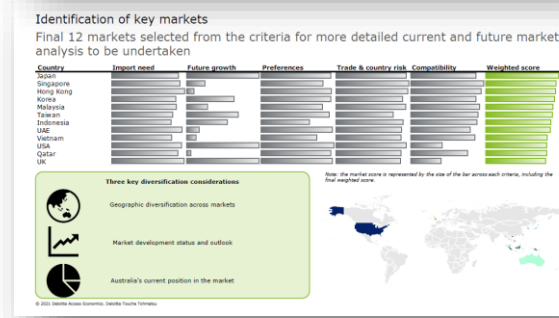 Identification of key markets
Final 12 markets selected from the criteria for more detailed current and future market
analysis to be undertaken
Country Import need Future growth Preferences Trade & country risk Compatibility Weighted score
Japan
Singapore
Hong Kong
Korea
Malaysia
Taiwan
Indonesia
UAE
Vietnam
USA
Qatar
UK
Note: the market score is represented by the size of the bar across each criteria, including the
final weighted score.
Three key diversification considerations
Geographic diversification across markets
Market development status and outlook
Australia's current position in the market
© 2021 Deloitte Access Economics. Deloitte Touche Tohmatsu